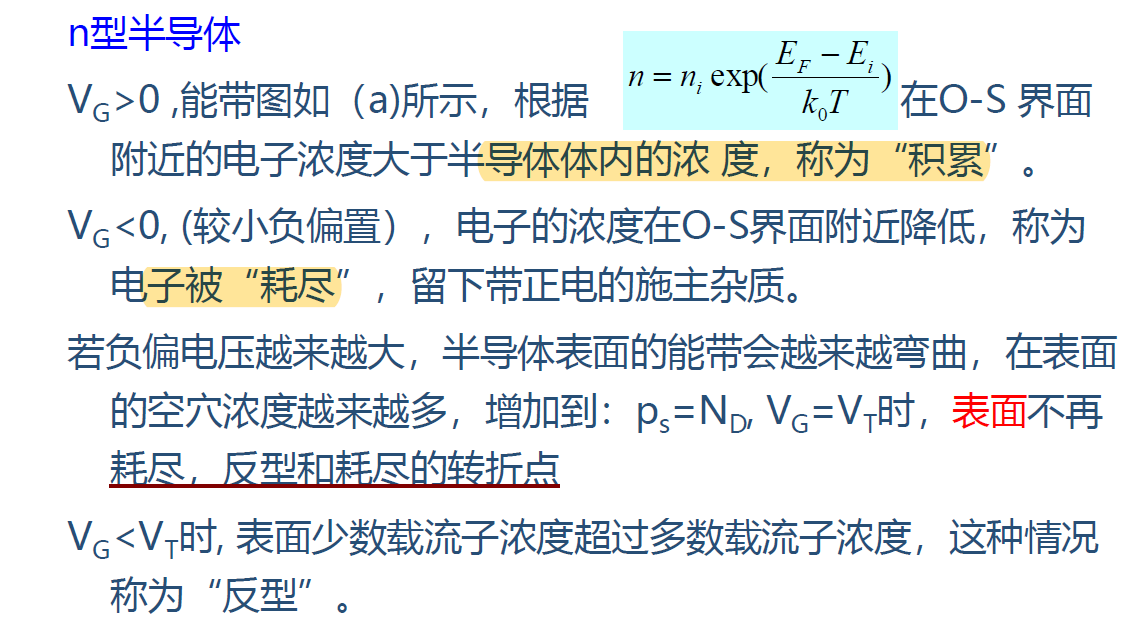 n型半导体
V_G>0 ,能带图如（a)所示，根据 n = n_i exp(\frac{E_F − E_i}{k_0T}) 在O-S 界面
附近的电子浓度大于半导体体内的浓 度，称为“积累”。
V_G<0, (较小负偏置），电子的浓度在O-S界面附近降低，称为
电子被“耗尽”，留下带正电的施主杂质。
若负偏电压越来越大，半导体表面的能带会越来越弯曲，在表面
的空穴浓度越来越多，增加到：p_s=N_D, V_G=V_T时，表面不再
耗尽，反型和耗尽的转折点
V_G<V_T时, 表面少数载流子浓度超过多数载流子浓度，这种情况
称为“反型”。